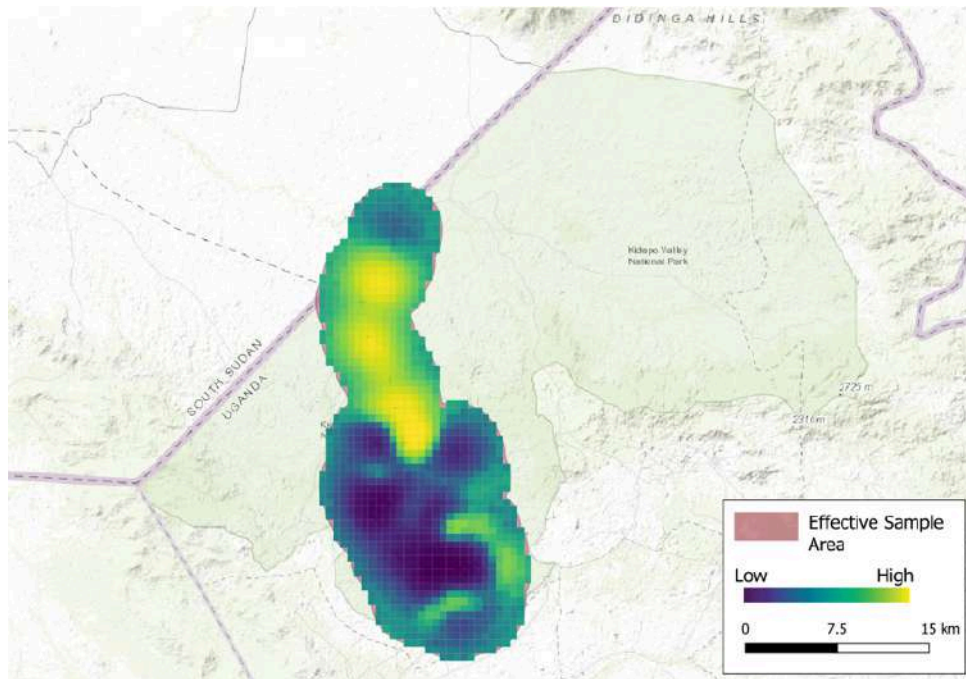 DIDINGA HILLS
Kidepo Valley
National Park
SOUTH SUDAN
UGANDA
2725 m
2316 m
Effective Sample
Area
Low High
0 7.5 15 km